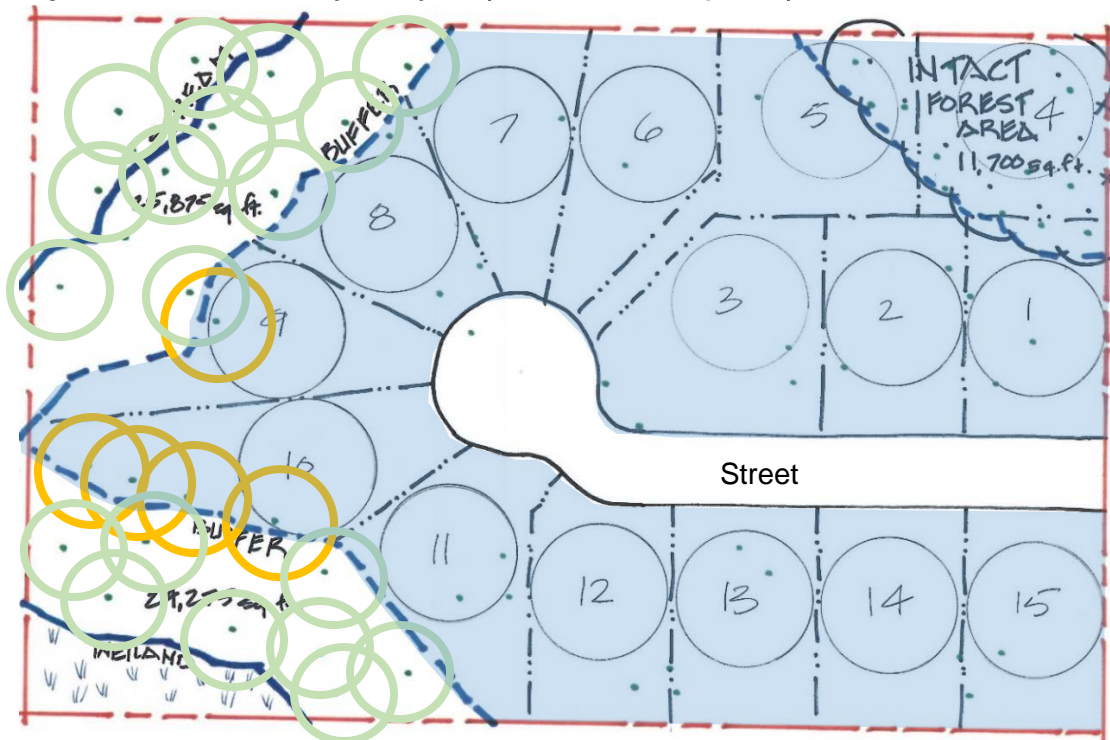 BUFFER
7
6
5
INTACT
FOREST
AREA
4
11,700 sq.ft.
8
9
3
2
1
10
Street
BUFFER
11
12
13
14
15
WETLAND